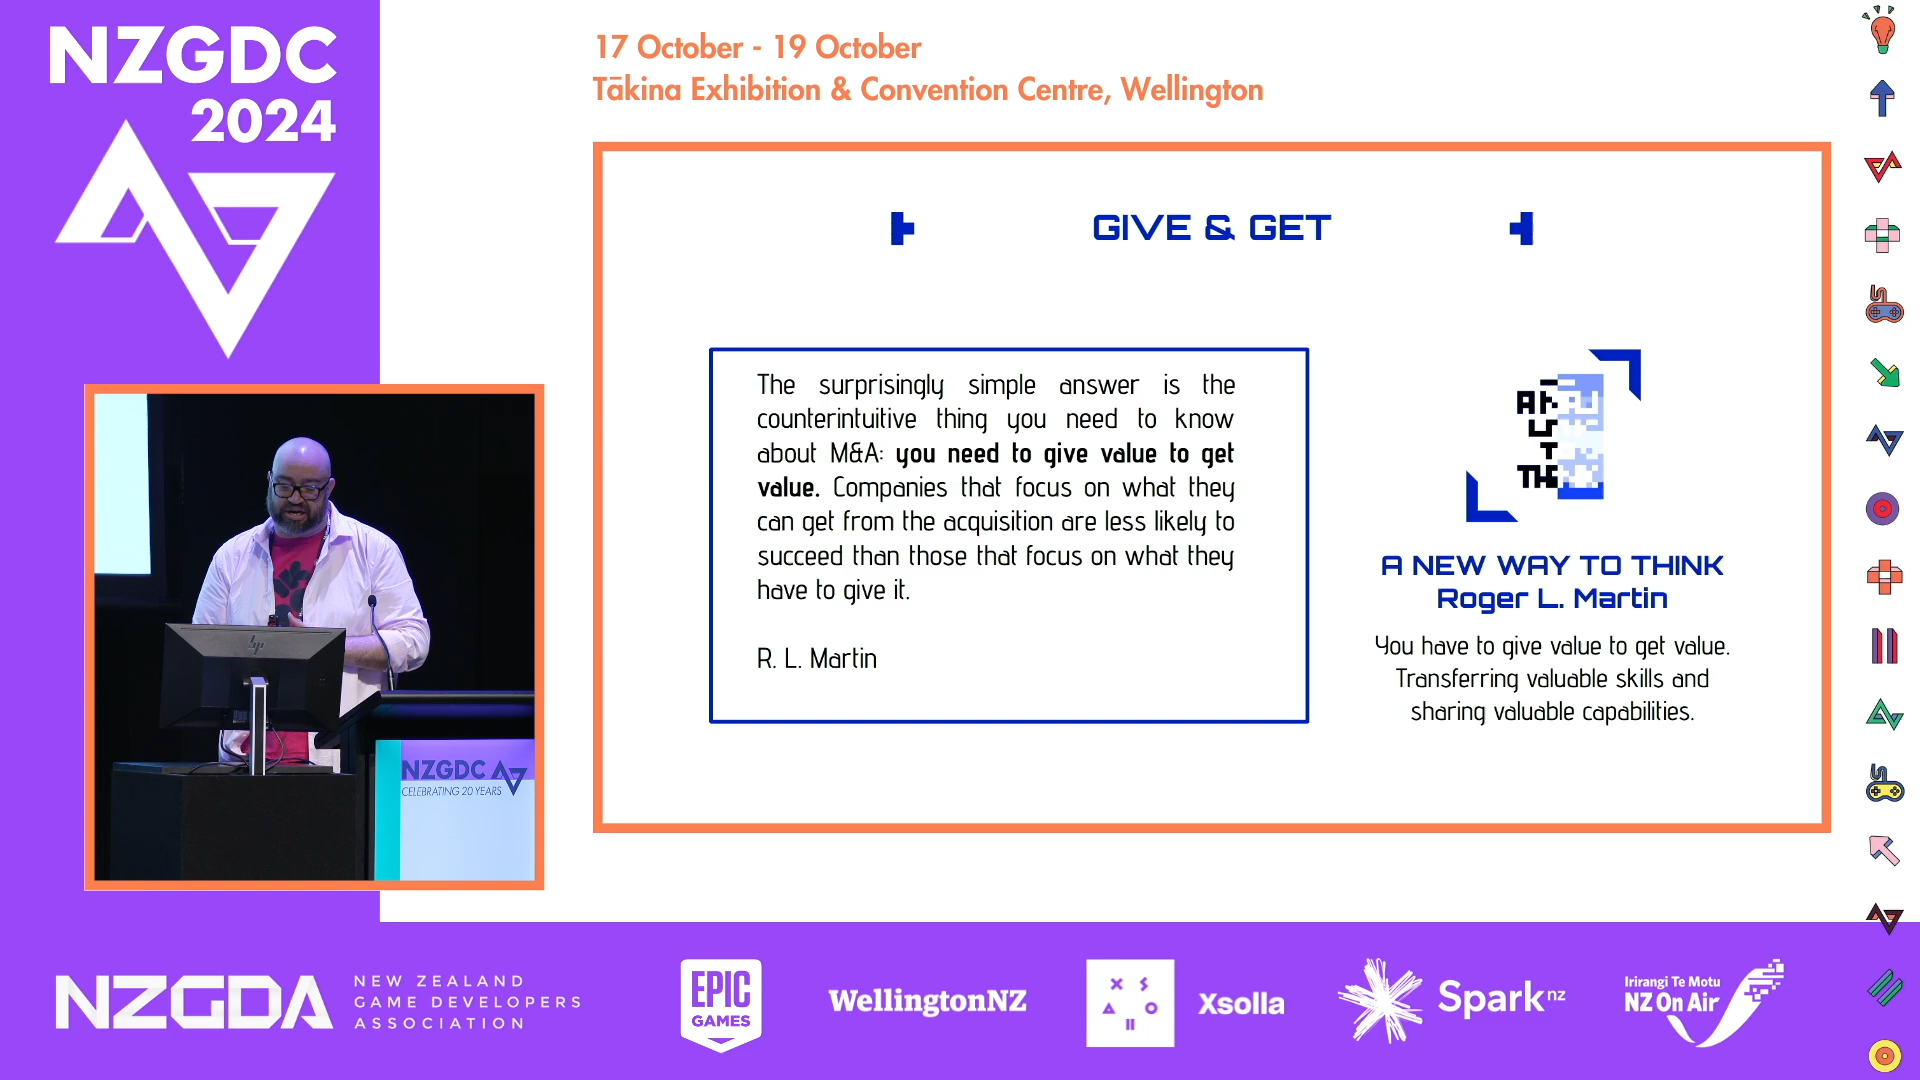 NZGDC
2024
17 October - 19 October
Tākina Exhibition & Convention Centre, Wellington
GIVE & GET
The surprisingly simple answer is the
counterintuitive thing you need to know
about M&A: you need to give value to get
value. Companies that focus on what they
can get from the acquisition are less likely to
succeed than those that focus on what they
have to give it.
R. L. Martin
A NEW WAY TO THINK
Roger L. Martin
You have to give value to get value.
Transferring valuable skills and
sharing valuable capabilities.
hp
NZGDC
CELEBRATING 20 YEARS
NZGDA
NEW ZEALAND
GAME DEVELOPERS
ASSOCIATION
EPIC
GAMES
WellingtonNZ
Xsolla
Spark nz
Irirangi Te Motu
NZ On Air